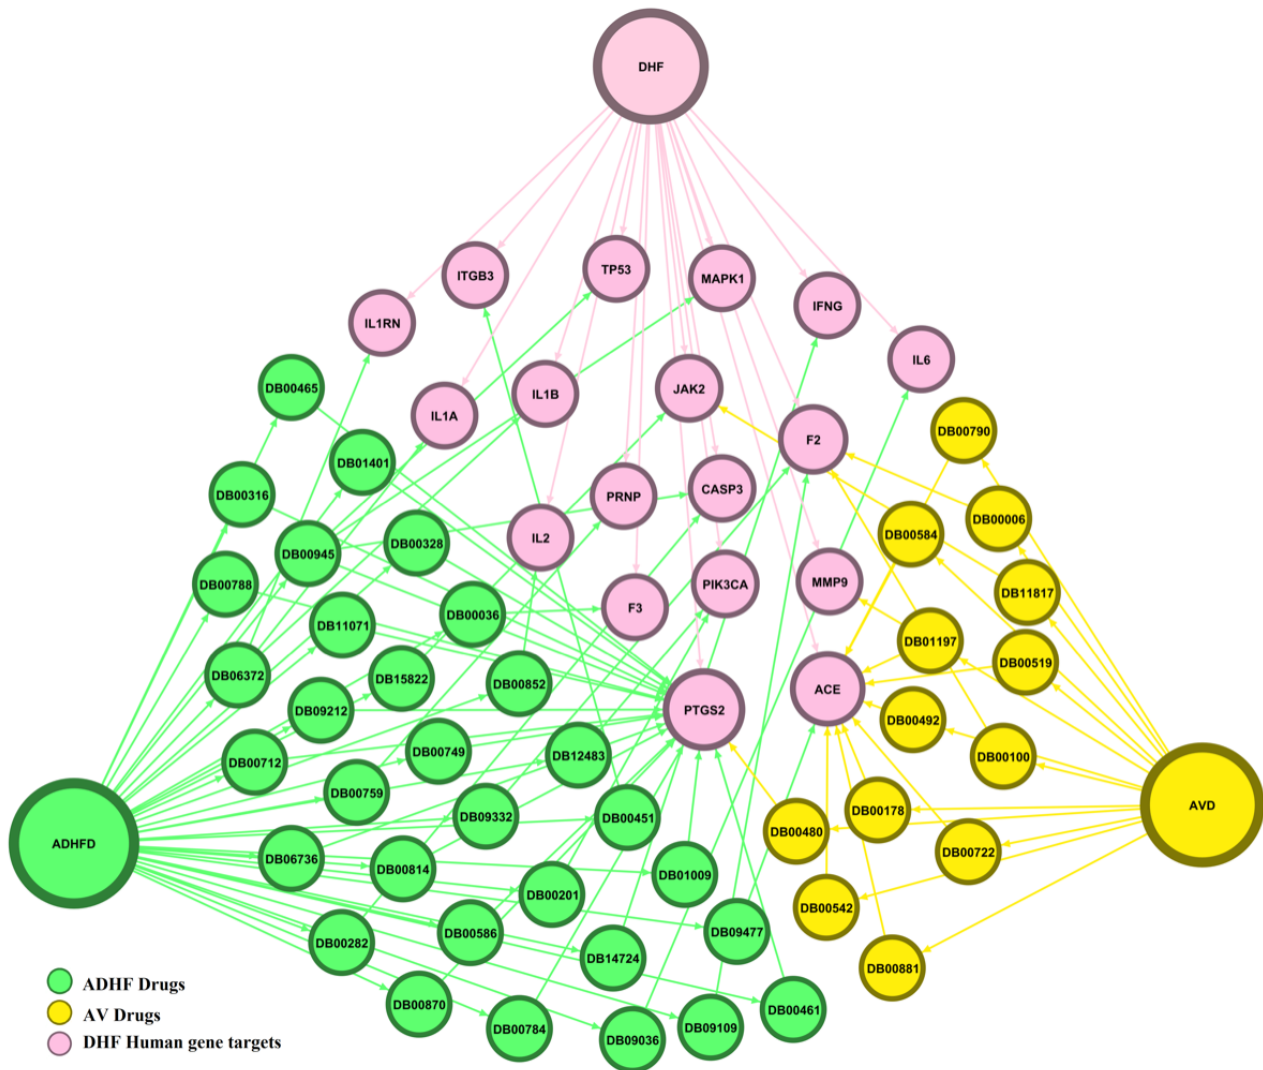 DHF
ITGB3
TP53
MAPK1
IFNG
IL1RN
IL6
DB00465
IL1A
IL1B
JAK2
F2
DB00790
DB01401
DB00316
PRNP
CASP3
DB00006
DB00584
DB00945
DB00328
IL2
DB00788
PIK3CA
MMP9
DB11817
DB11071
DB00036
F3
DB01197
DB00519
DB06372
DB15822
DB00852
ACE
DB09212
PTGS2
DB00492
DB00712
DB00749
DB12483
DB00100
DB00759
AVD
DB09332
DB00451
DB00480
DB00178
ADHFD
DB06736
DB00814
DB01009
DB00722
DB00201
DB00542
DB00282
DB00586
DB09477
DB14724
DB00881
ADHF Drugs
DB00870
DB00461
AV Drugs
DB00784
DB09036
DB09109
DHF Human gene targets